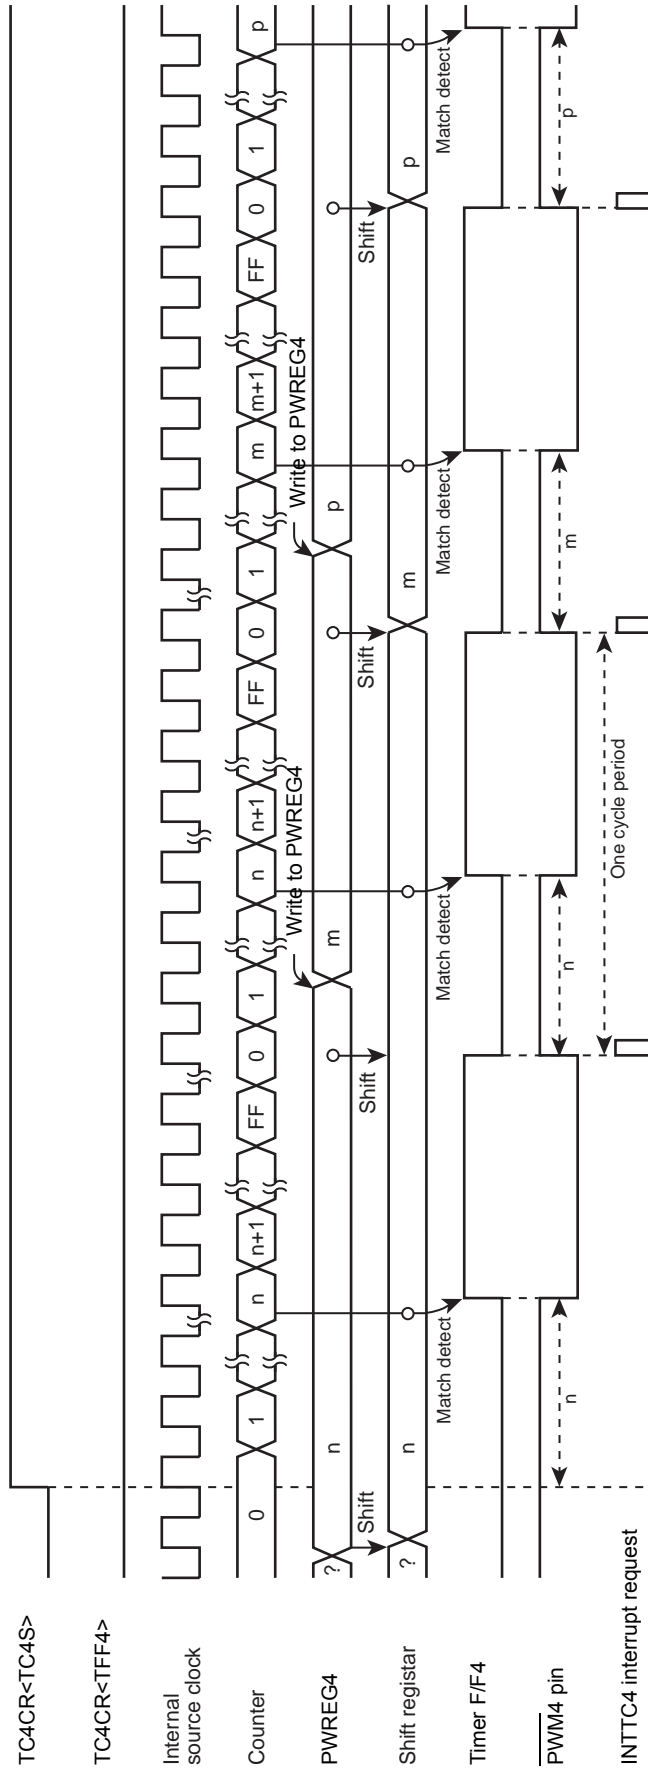 TC4CR<TC4S>
TC4CR<TFF4>
Internal
source clock
Counter
0 1 n n+1 FF 0 1 n n+1 FF 0 1 m m+1 FF 0 1 p
Write to PWREG4
Write to PWREG4
PWREG4
? n m p
Shift
Shift
Shift
Shift
Shift registar
? n m p
Match detect
Match detect
Match detect
Match detect
Timer F/F4
PWM4 pin
n n m p
One cycle period
INTTC4 interrupt request